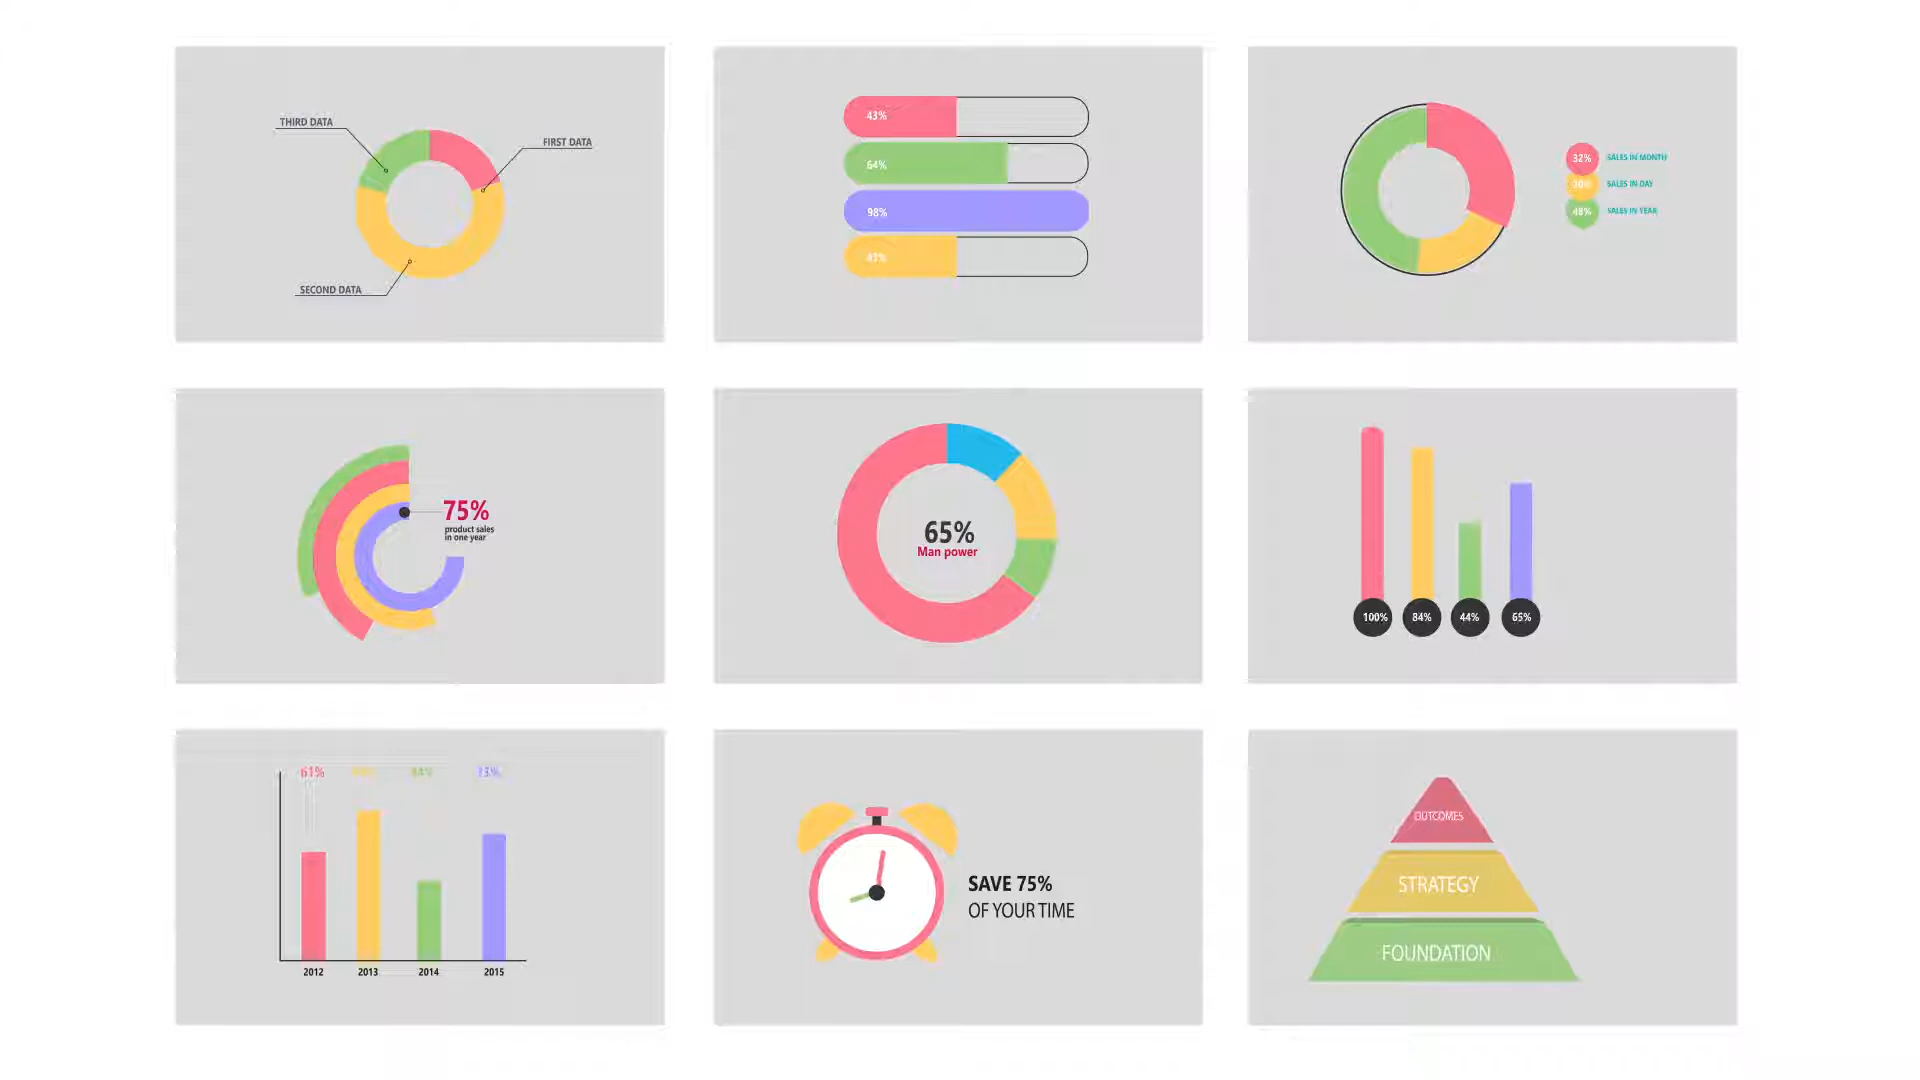 THIRD DATA
FIRST DATA
SECOND DATA
43%
64%
98%
43%
32% SALES IN MONTH
20% SALES IN DAY
48% SALES IN YEAR
75%
product sales
in one year
65%
Man power
100% 84% 44% 65%
61%
2012 2013 2014 2015
SAVE 75%
OF YOUR TIME
OUTCOMES
STRATEGY
FOUNDATION